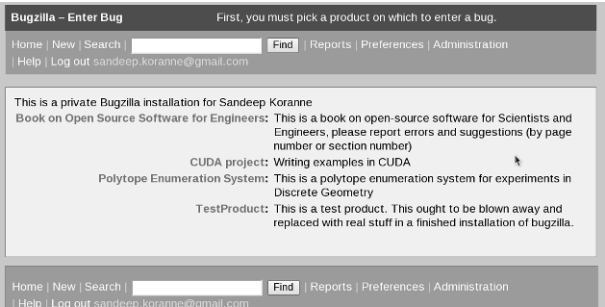 Bugzilla – Enter Bug First, you must pick a product on which to enter a bug.
Home | New | Search | Find | Reports | Preferences | Administration
| Help | Log out sandeep.koranne@gmail.com
This is a private Bugzilla installation for Sandeep Koranne
Book on Open Source Software for Engineers: This is a book on open-source software for Scientists and
Engineers, please report errors and suggestions (by page
number or section number)
CUDA project: Writing examples in CUDA
Polytope Enumeration System: This is a polytope enumeration system for experiments in
Discrete Geometry
TestProduct: This is a test product. This ought to be blown away and
replaced with real stuff in a finished installation of bugzilla.
Home | New | Search | Find | Reports | Preferences | Administration
| Help | Log out sandeep.koranne@gmail.com